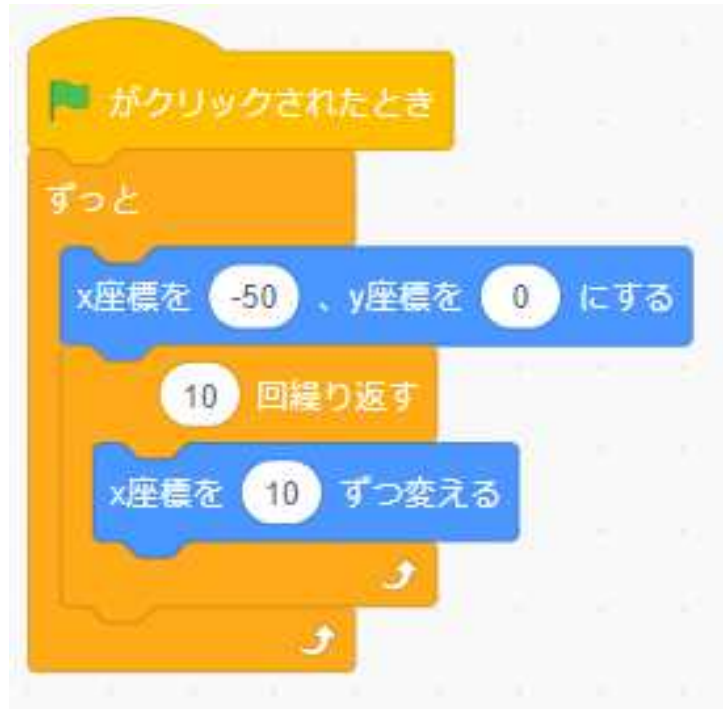 がクリックされたとき
ずっと
x座標を -50 、y座標を 0 にする
10 回繰り返す
x座標を 10 ずつ変える